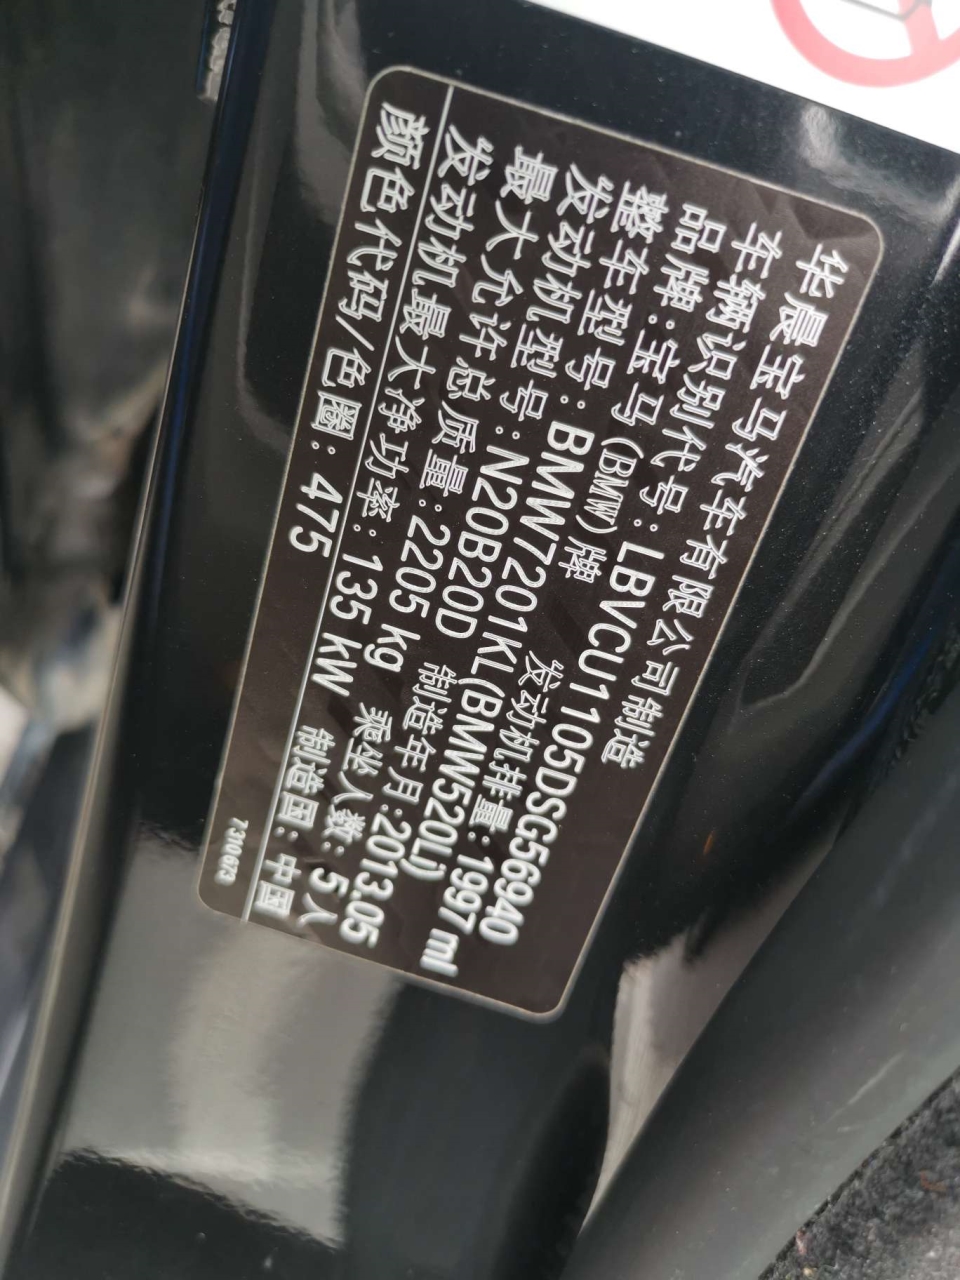 华晨宝马汽车有限公司制造
车辆识别代号:LBVCU1105DSG56940
品牌:宝马(BMW)牌 发动机排量:1997 ml
整车型号:BMW7201KL(BMW520Li)
发动机型号:N20B20D 制造年月:2013.05
最大允许总质量:2205 kg 乘坐人数:5人
发动机最大净功率:135 kW 制造国:中国
颜色代码/色圈:475
7310673